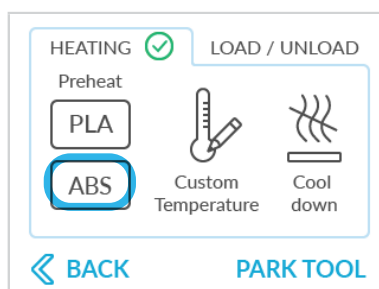 HEATING LOAD / UNLOAD
Preheat
PLA
ABS
Custom
Temperature
Cool
down
BACK PARK TOOL